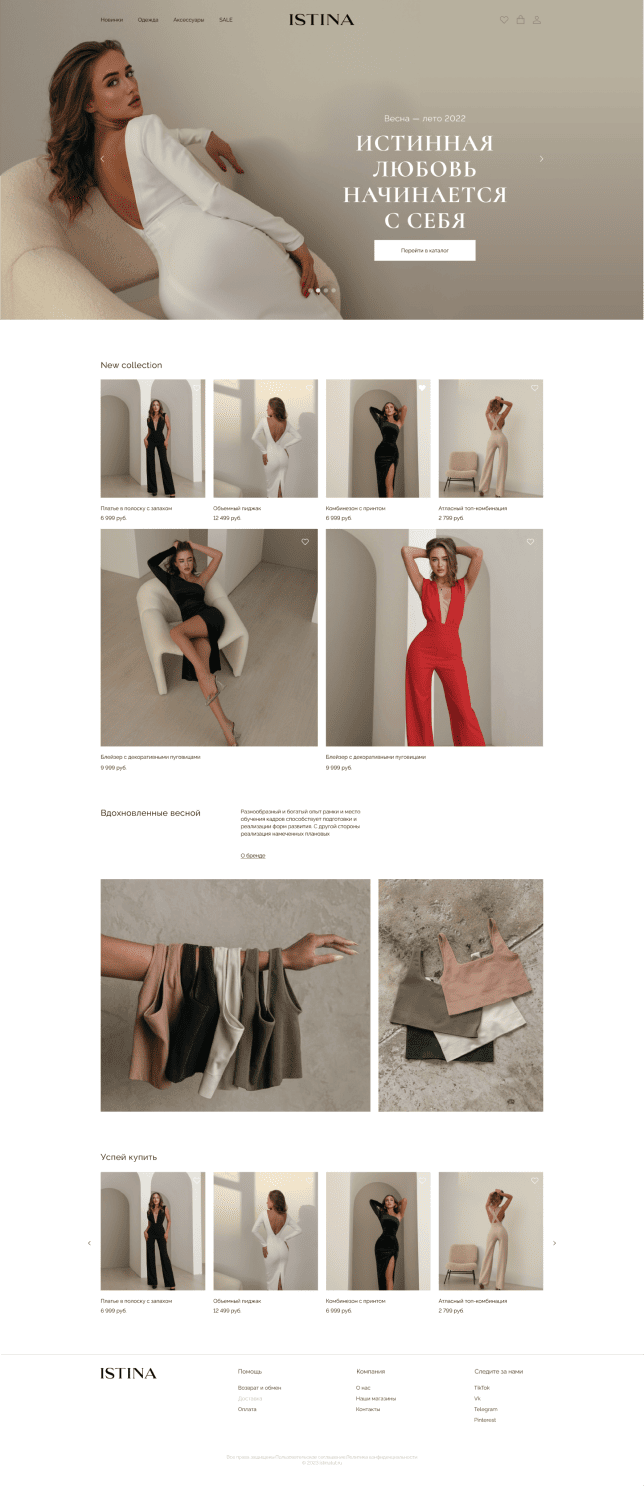 Новинки Одежда Аксессуары SALE
ISTINA
Весна — лето 2022
ИСТИННАЯ
ЛЮБОВЬ
НАЧИНАЕТСЯ
С СЕБЯ
Перейти в каталог
New collection
Платье в полоску с запахом
6 999 руб.
Объемный пиджак
12 499 руб.
Комбинезон с принтом
6 999 руб.
Атласный топ-комбинация
2 799 руб.
Блейзер с декоративными пуговицами
9 999 руб.
Блейзер с декоративными пуговицами
9 999 руб.
Вдохновленные весной
Разнообразный и богатый опыт рамки и место
обучения кадров способствует подготовки и
реализации форм развития. С другой стороны
реализация намеченных плановых
О бренде
Успей купить
Платье в полоску с запахом
6 999 руб.
Объемный пиджак
12 499 руб.
Комбинезон с принтом
6 999 руб.
Атласный топ-комбинация
2 799 руб.
ISTINA
Помощь
Возврат и обмен
Доставка
Оплата
Компания
О нас
Наши магазины
Контакты
Следите за нами
TikTok
Vk
Telegram
Pinterest